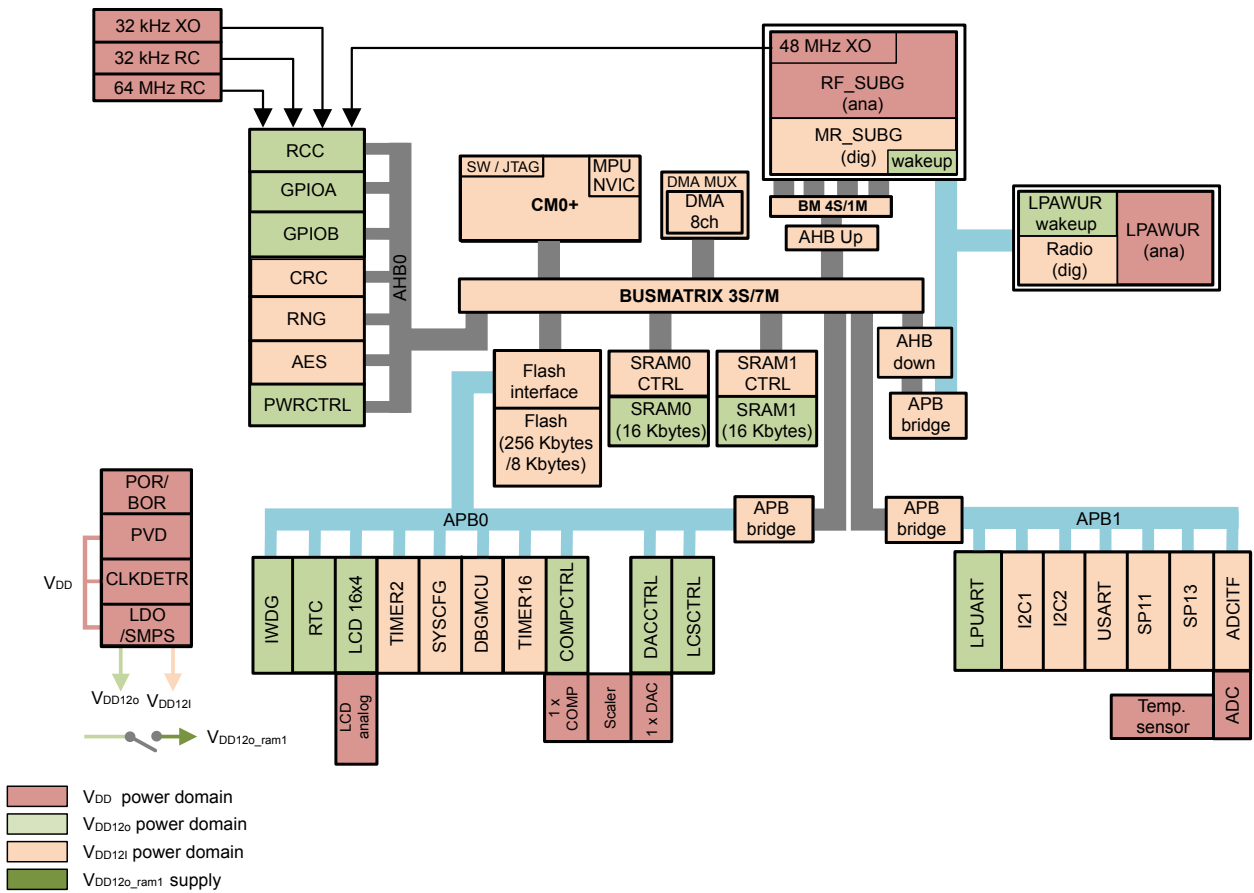 32 kHz XO
32 kHz RC
64 MHz RC
48 MHz XO
RF_SUBG
(ana)
MR_SUBG
(dig)
wakeup
RCC
GPIOA
GPIOB
CRC
RNG
AES
PWRCTRL
AHB0
SW / JTAG
MPU
NVIC
CM0+
DMA MUX
DMA
8ch
BM 4S/1M
AHB Up
LPAWUR
wakeup
Radio
(dig)
LPAWUR
(ana)
BUSMATRIX 3S/7M
Flash
interface
Flash
(256 Kbytes
/8 Kbytes)
SRAM0
CTRL
SRAM0
(16 Kbytes)
SRAM1
CTRL
SRAM1
(16 Kbytes)
AHB
down
APB
bridge
POR/
BOR
PVD
CLKDETR
LDO
/SMPS
VDD
VDD12o
VDD12I
VDD12o_ram1
APB0
APB
bridge
APB
bridge
APB1
IWDG
RTC
LCD 16x4
TIMER2
SYSCFG
DBGMCU
TIMER16
COMPCTRL
DACCTRL
LCSCTRL
LCD
analog
1 x
COMP
Scaler
1 x DAC
LPUART
I2C1
I2C2
USART
SP11
SP13
ADCITF
Temp.
sensor
ADC
VDD power domain
VDD12o power domain
VDD12I power domain
VDD12o_ram1 supply